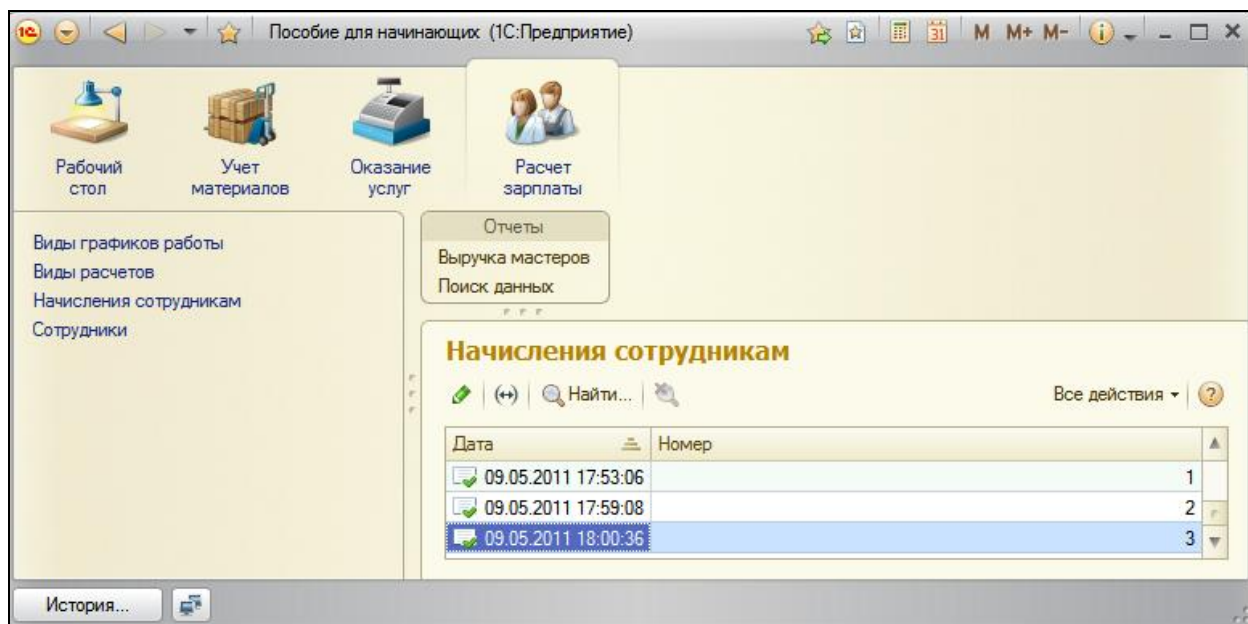 1С Пособие для начинающих (1С:Предприятие) 31 M M+ M-
Рабочий стол
Учет материалов
Оказание услуг
Расчет зарплаты
Виды графиков работы
Виды расчетов
Начисления сотрудникам
Сотрудники
Отчеты
Выручка мастеров
Поиск данных
Начисления сотрудникам
Найти... Все действия ?
Дата Номер
09.05.2011 17:53:06 1
09.05.2011 17:59:08 2
09.05.2011 18:00:36 3
История...